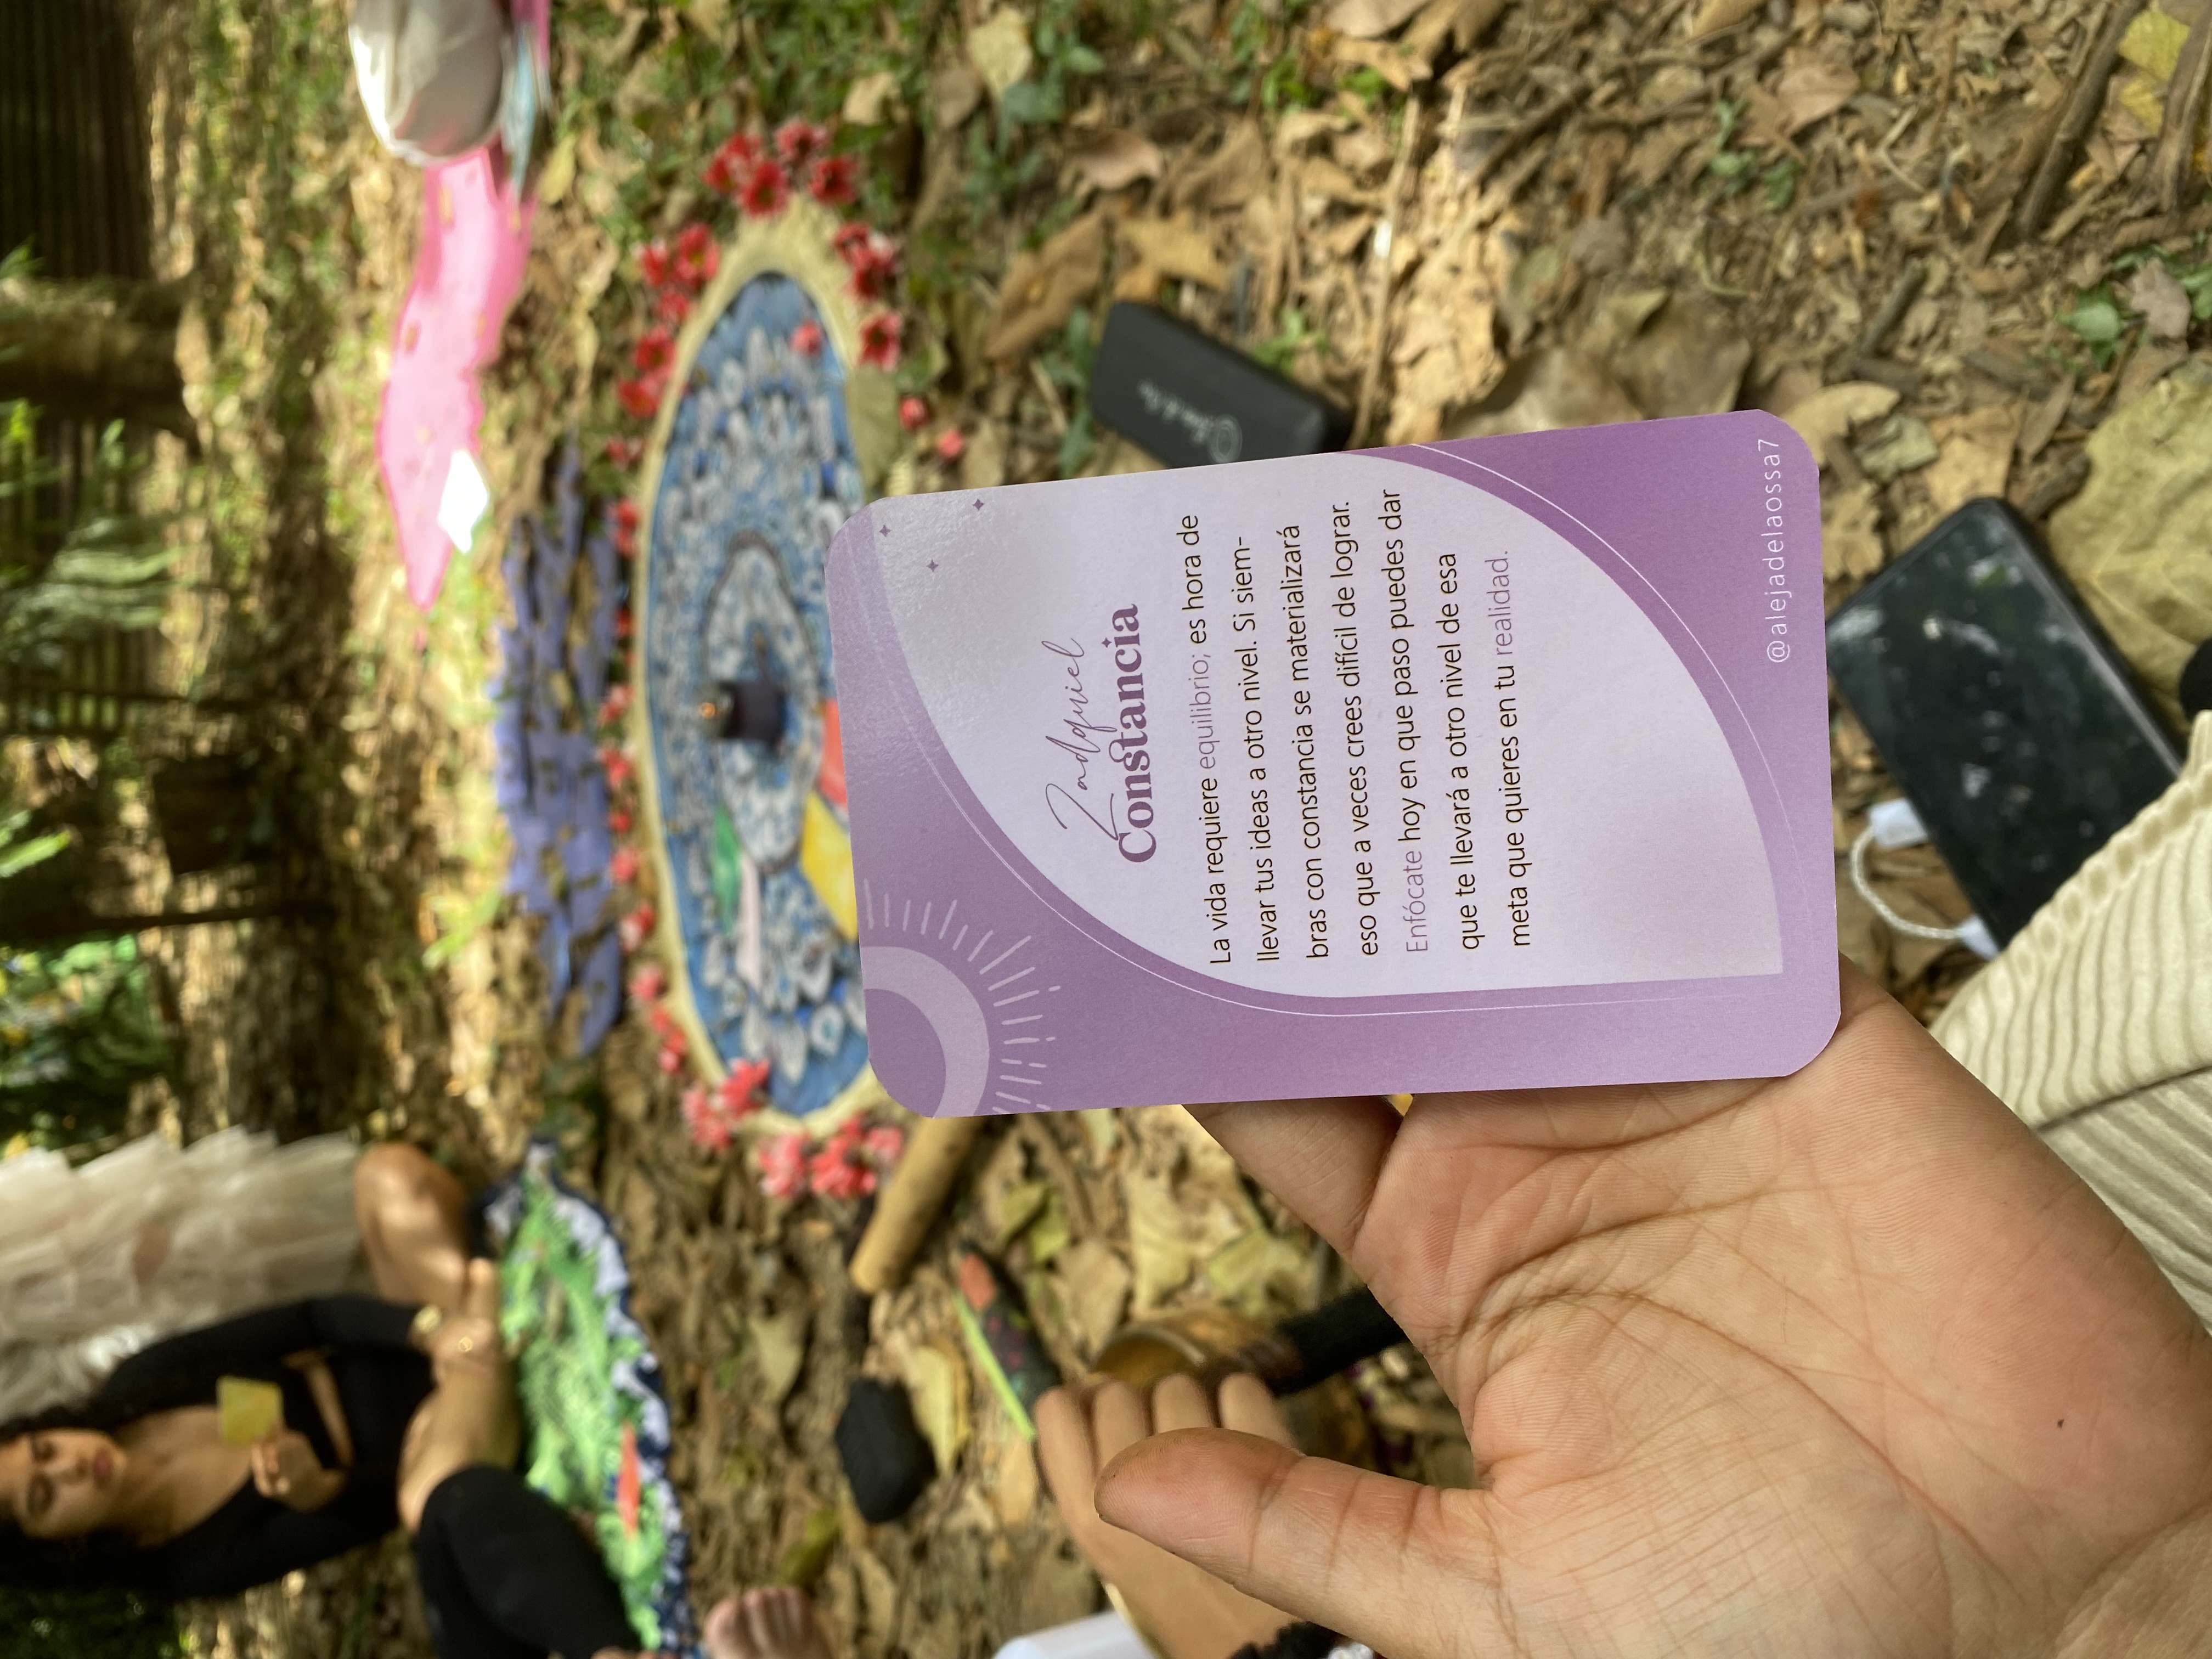 Zadquiel
Constancia
La vida requiere equilibrio; es hora de
llevar tus ideas a otro nivel. Si siem-
bras con constancia se materializará
eso que a veces crees difícil de lograr.
Enfócate hoy en que paso puedes dar
que te llevará a otro nivel de esa
meta que quieres en tu realidad.
@alejadelaossa7